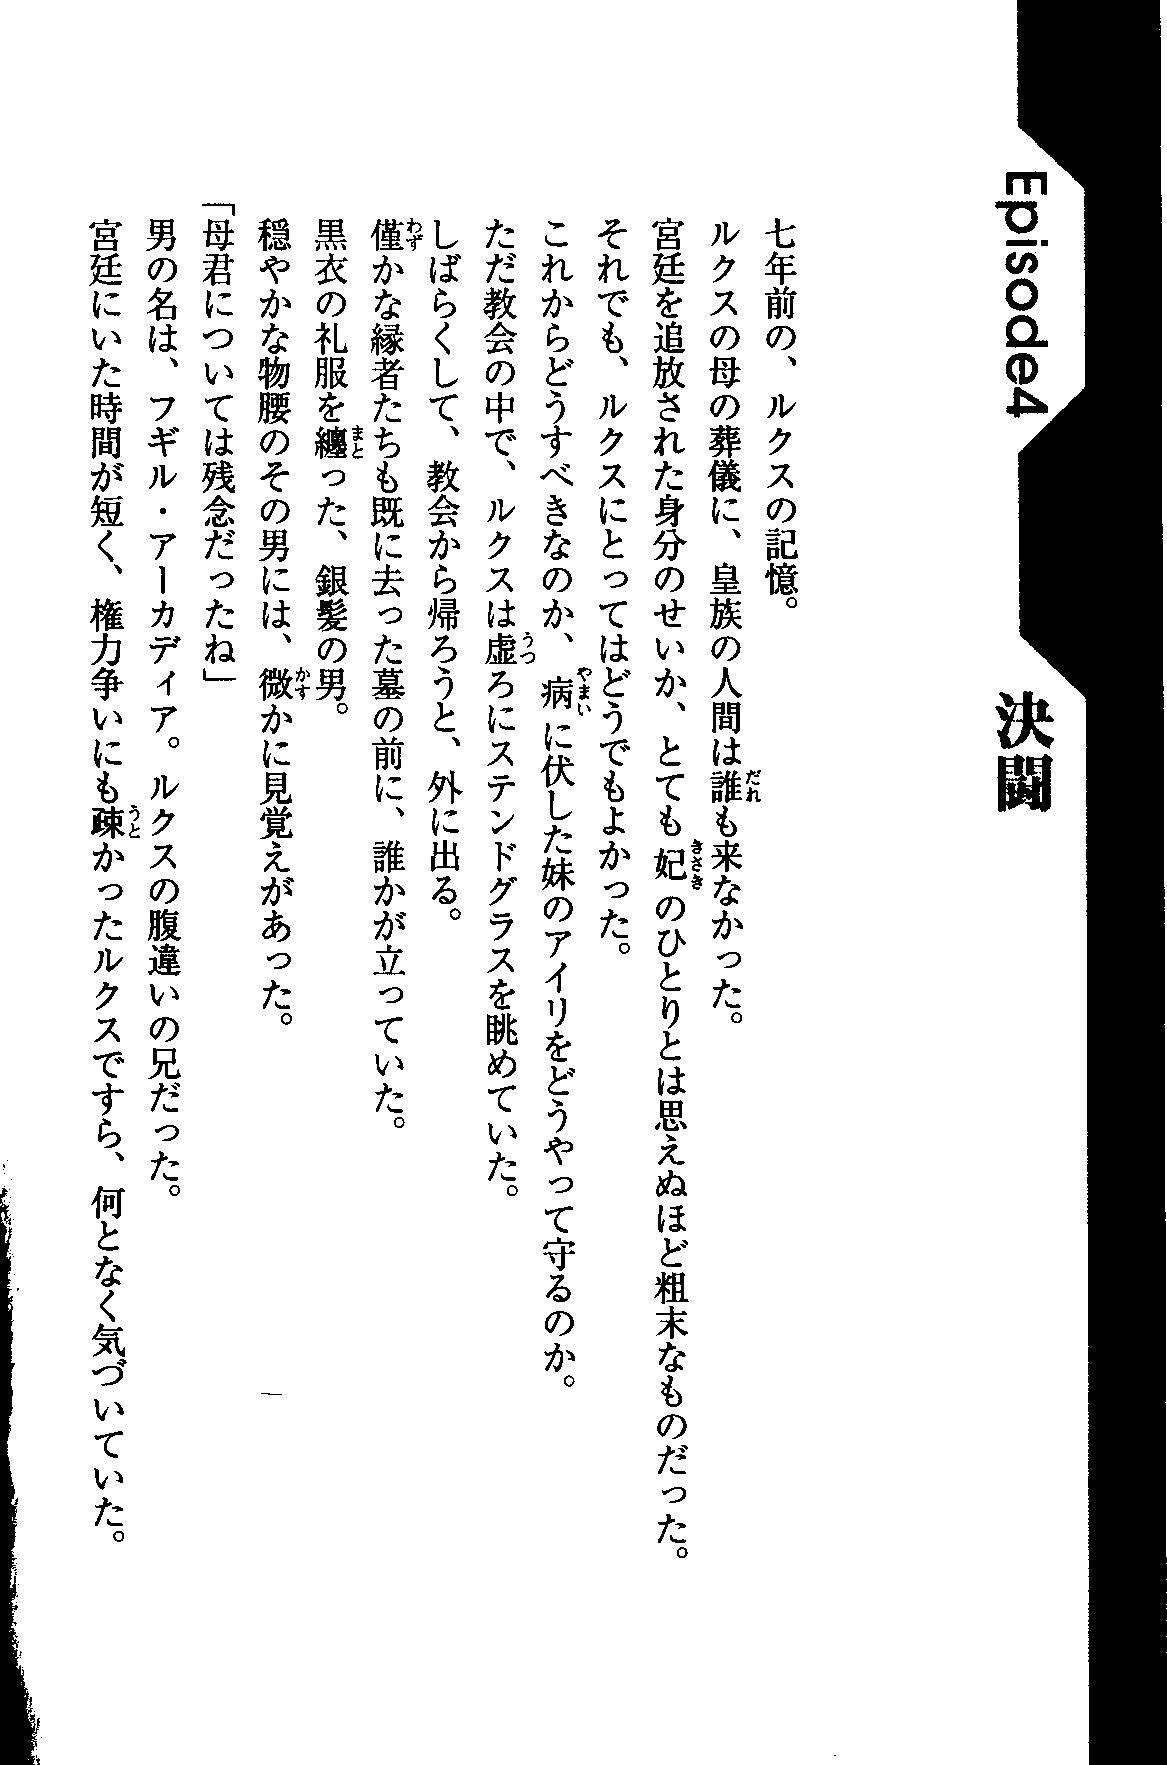 Episode4 決闘
七年前の、ルクスの記憶。
ルクスの母の葬儀に、皇族の人間は誰も来なかった。
宮廷を追放された身分のせいか、とても妃のひとりとは思えぬほど粗末なものだった。
それでも、ルクスにとってはどうでもよかった。
これからどうすべきなのか、病に伏した妹のアイリをどうやって守るのか。
ただ教会の中で、ルクスは虚ろにステンドグラスを眺めていた。
しばらくして、教会から帰ろうと、外に出る。
僅かな縁者たちも既に去った墓の前に、誰かが立っていた。
黒衣の礼服を纏った、銀髪の男。
穏やかな物腰のその男には、微かに見覚えがあった。
「母君については残念だったね」
男の名は、フギル・アーカディア。ルクスの腹違いの兄だった。
宮廷にいた時間が短く、権力争いにも疎かったルクスですら、何となく気づいていた。